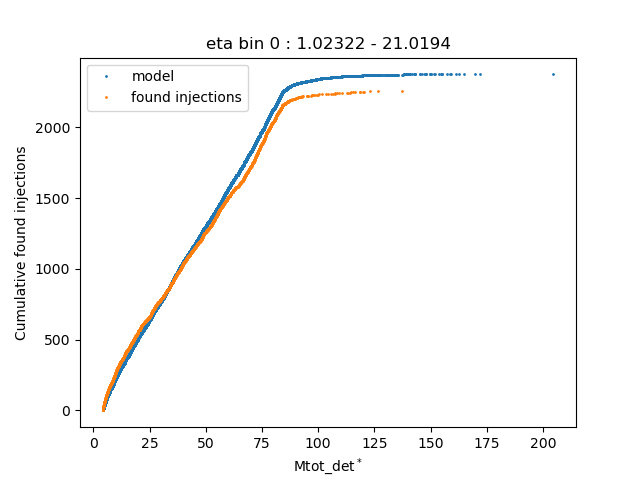 eta bin 0 : 1.02322 - 21.0194
model
found injections
Cumulative found injections
2000
1500
1000
500
0
0 25 50 75 100 125 150 175 200
Mtot_det*